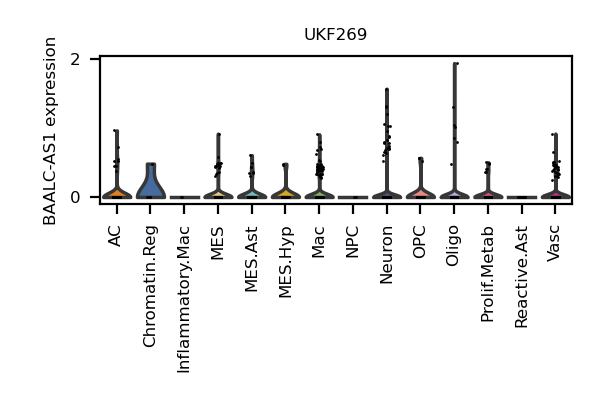 UKF269
BAALC-AS1 expression
2
0
AC
Chromatin.Reg
Inflammatory.Mac
MES
MES.Ast
MES.Hyp
Mac
NPC
Neuron
OPC
Oligo
Prolif.Metab
Reactive.Ast
Vasc